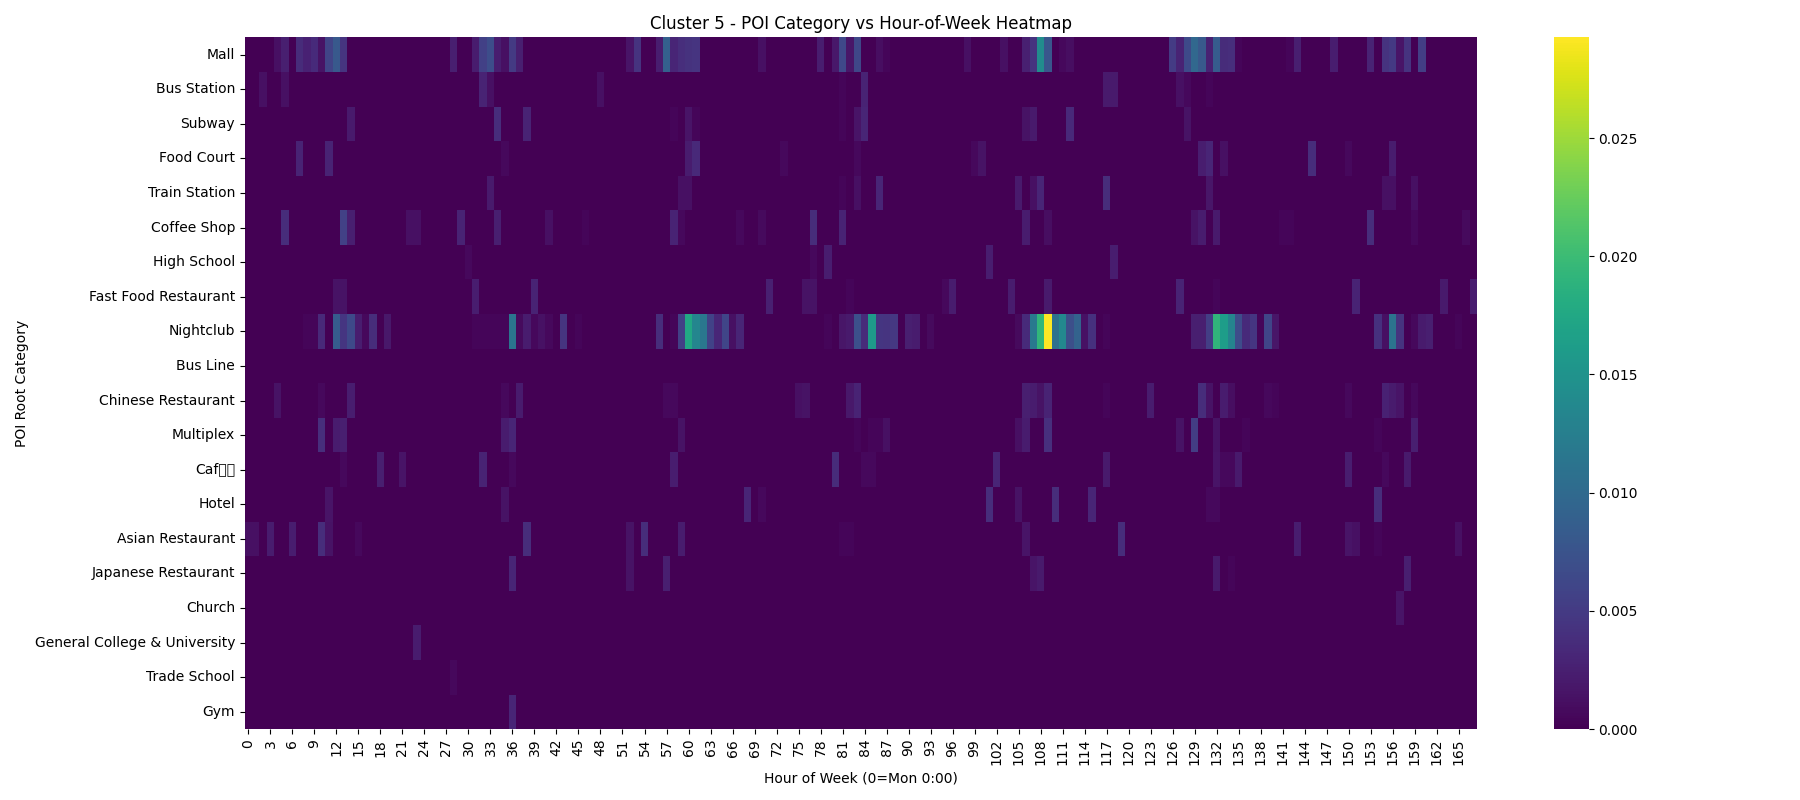 Cluster 5 - POI Category vs Hour-of-Week Heatmap
POI Root Category
Mall
Bus Station
Subway
Food Court
Train Station
Coffee Shop
High School
Fast Food Restaurant
Nightclub
Bus Line
Chinese Restaurant
Multiplex
Caf▯▯
Hotel
Asian Restaurant
Japanese Restaurant
Church
General College & University
Trade School
Gym
0 3 6 9 12 15 18 21 24 27 30 33 36 39 42 45 48 51 54 57 60 63 66 69 72 75 78 81 84 87 90 93 96 99 102 105 108 111 114 117 120 123 126 129 132 135 138 141 144 147 150 153 156 159 162 165
Hour of Week (0=Mon 0:00)
0.025
0.020
0.015
0.010
0.005
0.000